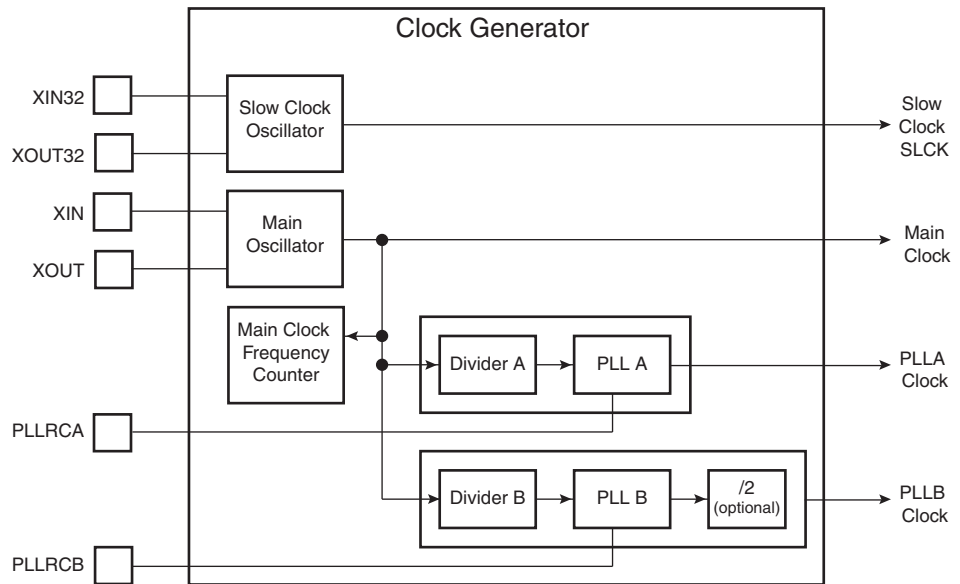 Clock Generator
XIN32
Slow Clock
Oscillator
Slow
Clock
SLCK
XOUT32
XIN
Main
Oscillator
Main
Clock
XOUT
Main Clock
Frequency
Counter
Divider A
PLL A
PLLA
Clock
PLLRCA
Divider B
PLL B
/2
(optional)
PLLB
Clock
PLLRCB